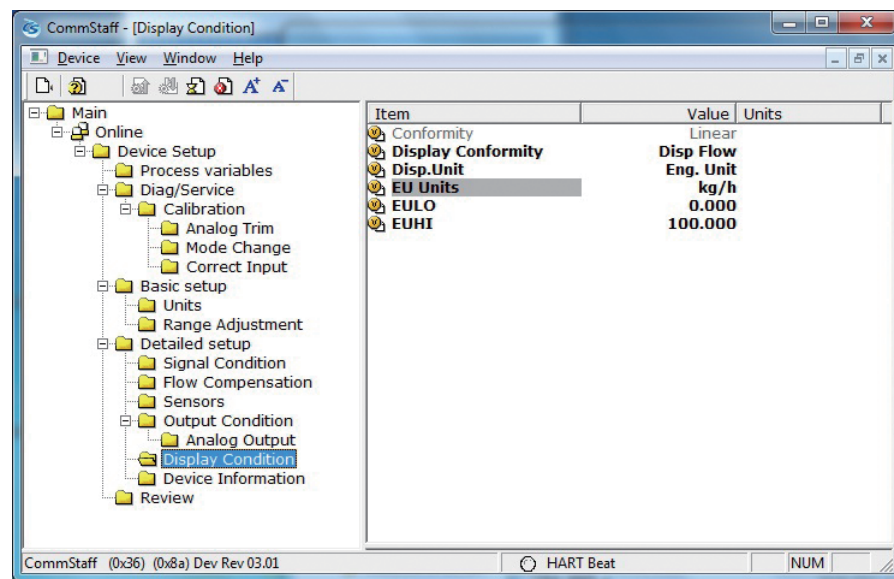 CommStaff - [Display Condition]
Device View Window Help
Main
Online
Device Setup
Process variables
Diag/Service
Calibration
Analog Trim
Mode Change
Correct Input
Basic setup
Units
Range Adjustment
Detailed setup
Signal Condition
Flow Compensation
Sensors
Output Condition
Analog Output
Display Condition
Device Information
Review
Item Value Units
Conformity Linear
Display Conformity Disp Flow
Disp.Unit Eng. Unit
EU Units kg/h
EULO 0.000
EUHI 100.000
CommStaff (0x36) (0x8a) Dev Rev 03.01 HART Beat NUM